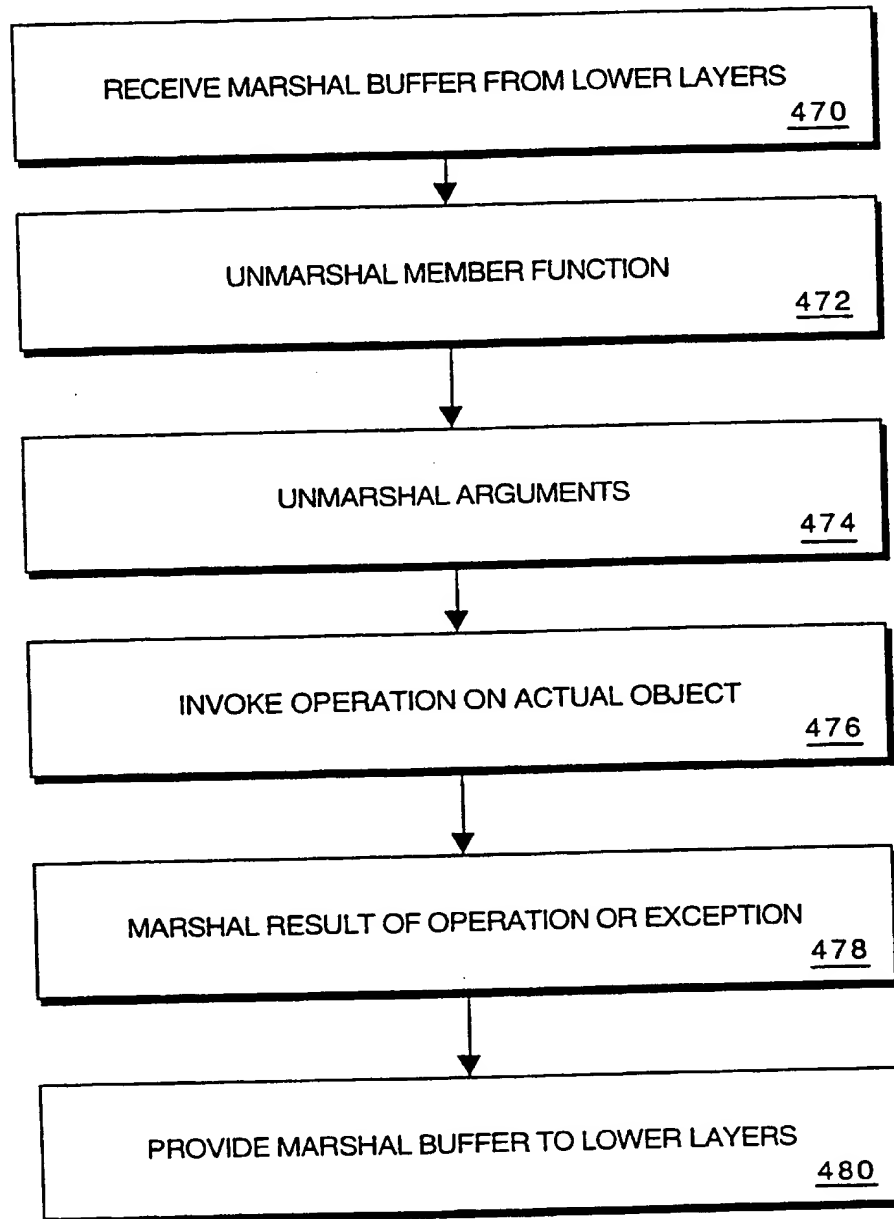 RECEIVE MARSHAL BUFFER FROM LOWER LAYERS
470
UNMARSHAL MEMBER FUNCTION
472
UNMARSHAL ARGUMENTS
474
INVOKE OPERATION ON ACTUAL OBJECT
476
MARSHAL RESULT OF OPERATION OR EXCEPTION
478
PROVIDE MARSHAL BUFFER TO LOWER LAYERS
480